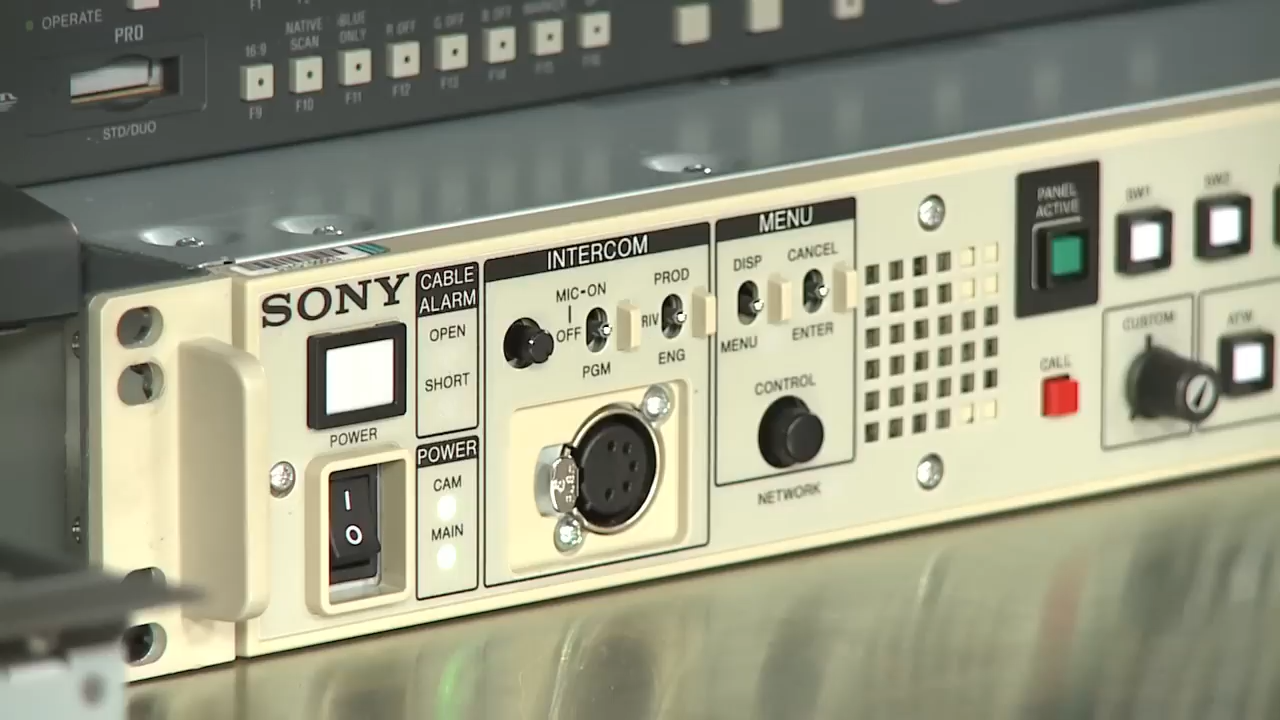 OPERATE
PRO
STD/DUO
16:9
NATIVE
SCAN
BLUE
ONLY
R OFF
G OFF
B OFF
MARKER
F1
F9
F10
F11
F12
F13
F14
F15
F16
SONY
POWER
I
O
CABLE
ALARM
OPEN
SHORT
POWER
CAM
MAIN
INTERCOM
MIC-ON
OFF
PGM
PROD
RIV
ENG
MENU
DISP
CANCEL
MENU
ENTER
CONTROL
NETWORK
PANEL
ACTIVE
CALL
SW1
SW2
CUSTOM
ATW